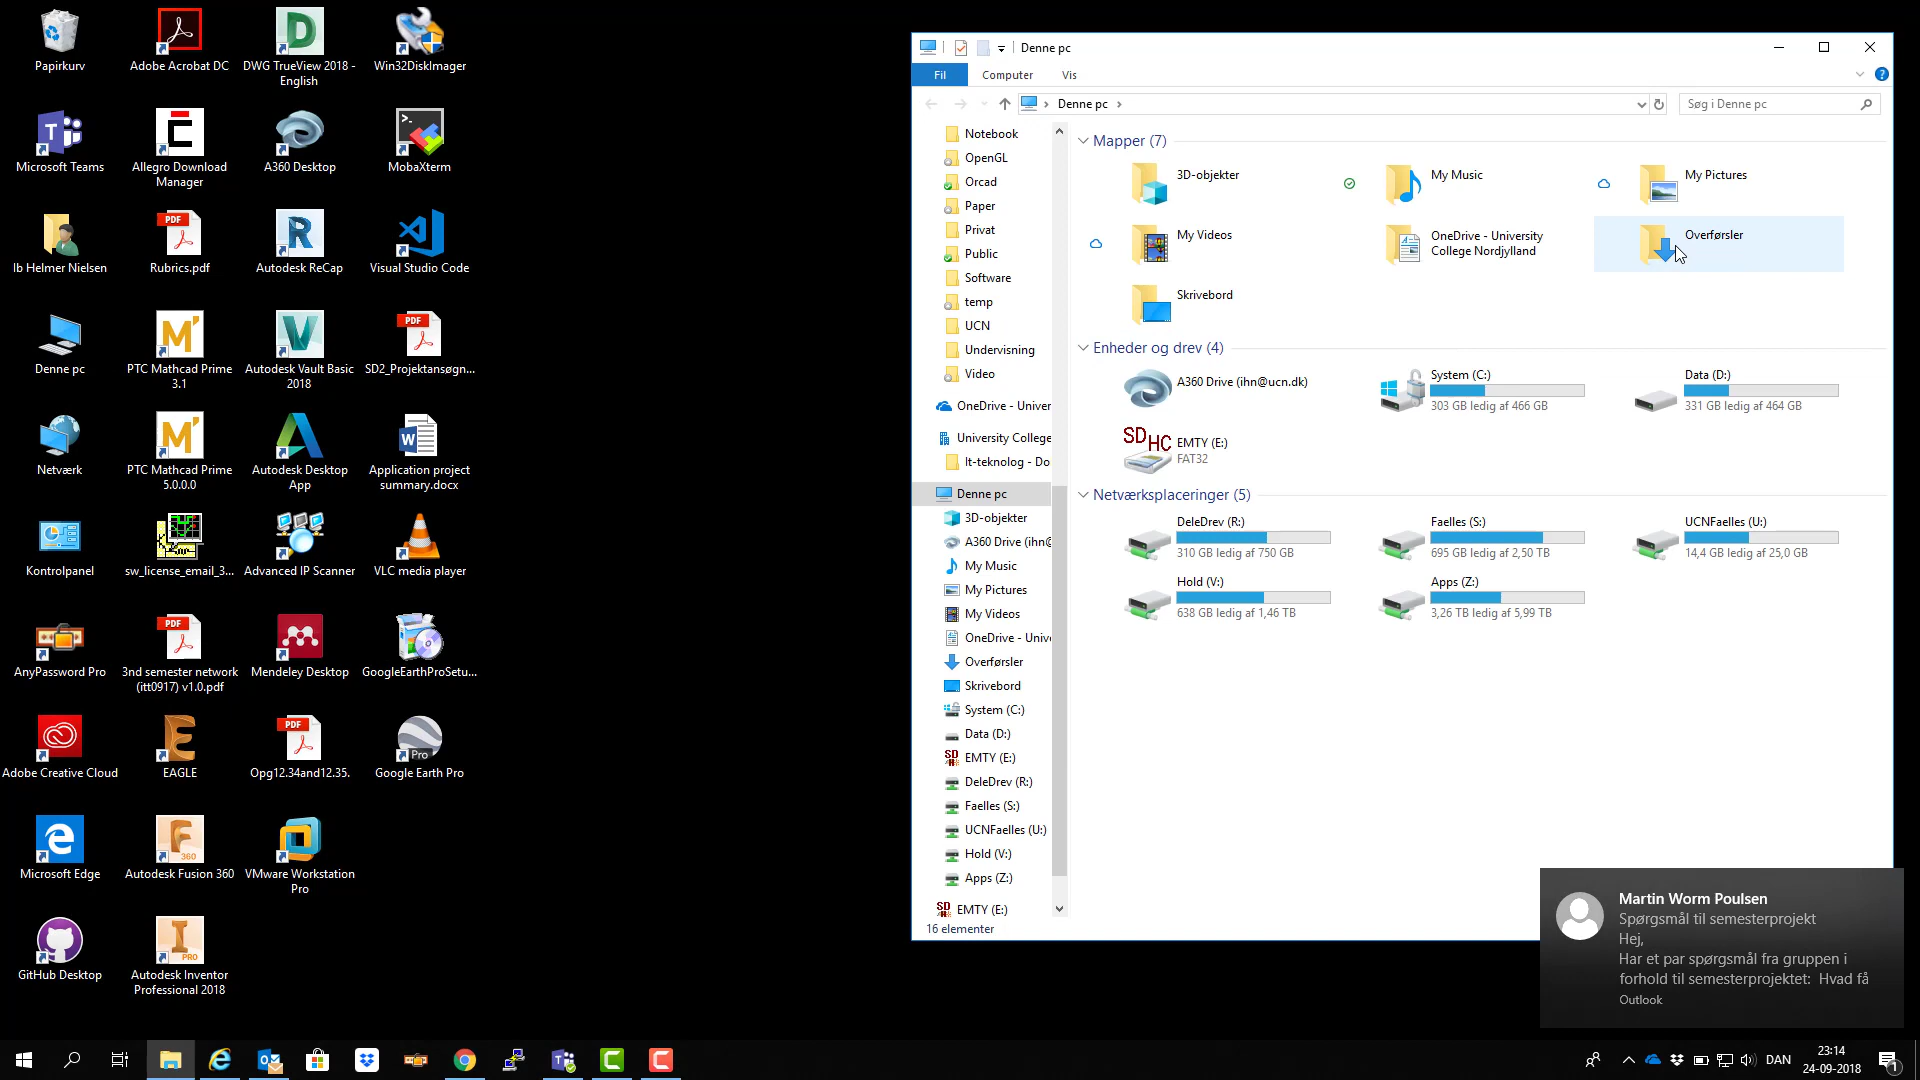 Papirkurv
Adobe Acrobat DC
DWG TrueView 2018 -
English
Win32DiskImager
Microsoft Teams
Allegro Download
Manager
A360 Desktop
MobaXterm
Ib Helmer Nielsen
PDF
Rubrics.pdf
Autodesk ReCap
Visual Studio Code
Denne pc
PTC Mathcad Prime
3.1
Autodesk Vault Basic
2018
PDF
SD2_Projektansøgn...
Netværk
PTC Mathcad Prime
5.0.0.0
Autodesk Desktop
App
Application project
summary.docx
Kontrolpanel
sw_license_email_3...
Advanced IP Scanner
VLC media player
AnyPassword Pro
PDF
3nd semester network
(itt0917) v1.0.pdf
Mendeley Desktop
GoogleEarthProSetu...
Adobe Creative Cloud
EAGLE
PDF
Opg12.34and12.35.
Pro
Google Earth Pro
Microsoft Edge
360
Autodesk Fusion 360
VMware Workstation
Pro
GitHub Desktop
PRO
Autodesk Inventor
Professional 2018
Denne pc
Fil
Computer
Vis
Denne pc
Søg i Denne pc
Notebook
OpenGL
Orcad
Paper
Privat
Public
Software
temp
UCN
Undervisning
Video
OneDrive - Univer
University College
It-teknolog - Do
Denne pc
3D-objekter
A360 Drive (ihn@
My Music
My Pictures
My Videos
OneDrive - Unive
Overførsler
Skrivebord
System (C:)
Data (D:)
EMTY (E:)
DeleDrev (R:)
Faelles (S:)
UCNFaelles (U:)
Hold (V:)
Apps (Z:)
EMTY (E:)
16 elementer
Mapper (7)
3D-objekter
My Music
My Pictures
My Videos
OneDrive - University
College Nordjylland
Overførsler
Skrivebord
Enheder og drev (4)
A360 Drive (ihn@ucn.dk)
System (C:)
303 GB ledig af 466 GB
Data (D:)
331 GB ledig af 464 GB
SDHC
EMTY (E:)
FAT32
Netværksplaceringer (5)
DeleDrev (R:)
310 GB ledig af 750 GB
Faelles (S:)
695 GB ledig af 2,50 TB
UCNFaelles (U:)
14,4 GB ledig af 25,0 GB
Hold (V:)
638 GB ledig af 1,46 TB
Apps (Z:)
3,26 TB ledig af 5,99 TB
Martin Worm Poulsen
Spørgsmål til semesterprojekt
Hej,
Har et par spørgsmål fra gruppen i
forhold til semesterprojektet: Hvad få
Outlook
DAN
23:14
24-09-2018
1